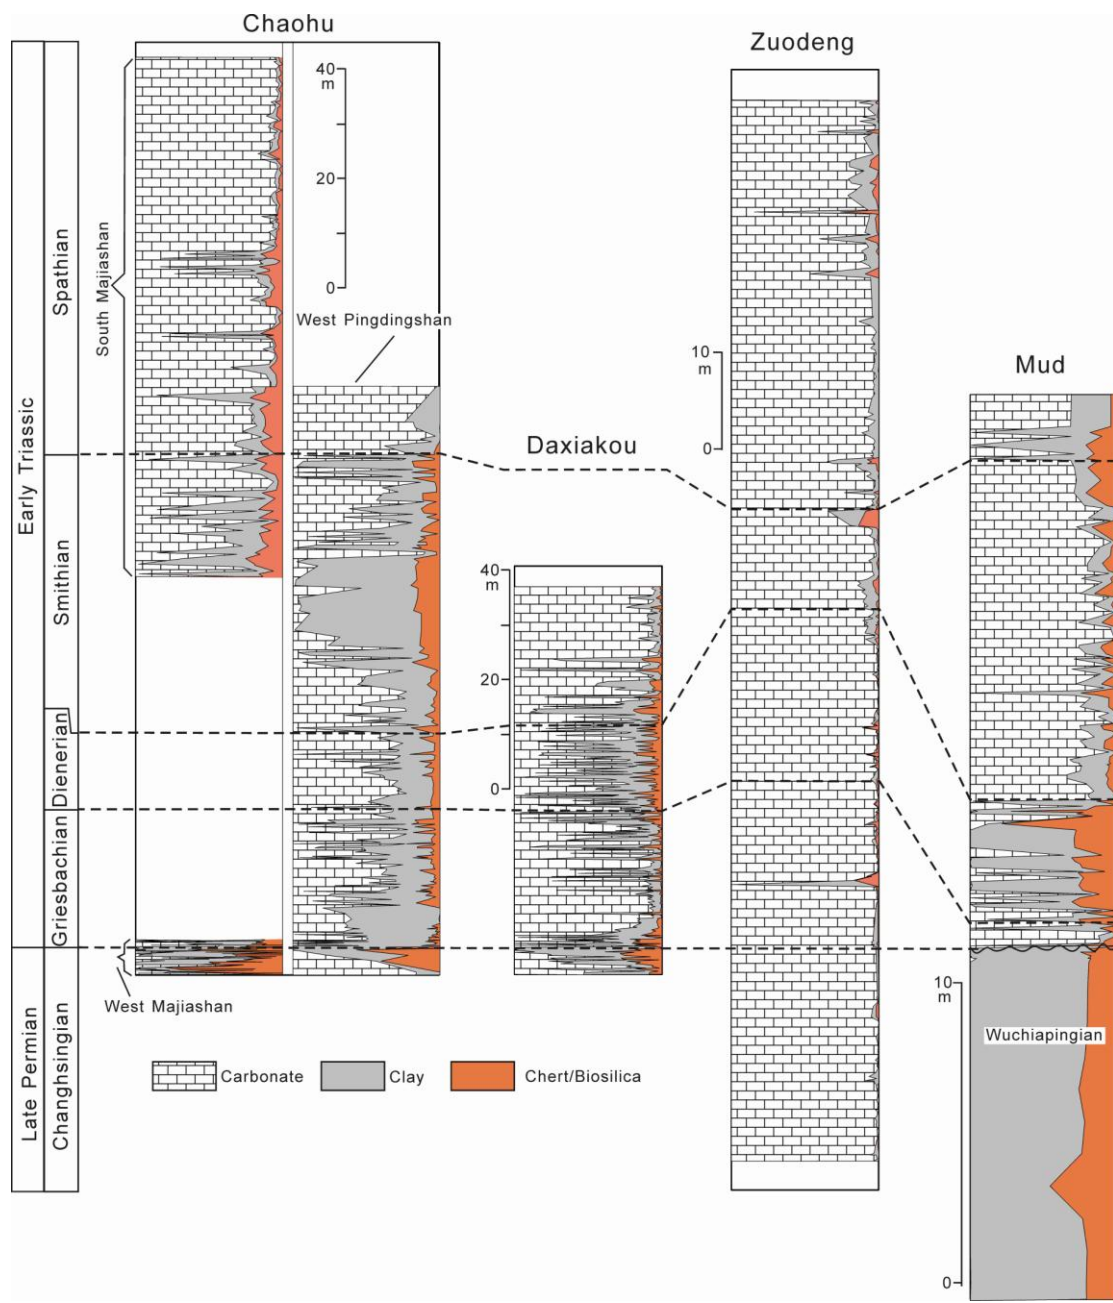 Chaohu
Zuodeng
Mud
Daxiakou
Early Triassic
Late Permian
Spathian
Smithian
Dienerian
Griesbachian
Changhsingian
South Majiashan
West Pingdingshan
West Majiashan
40
m
20
0
40
m
20
0
10
m
0
10
m
0
Wuchiapingian
Carbonate
Clay
Chert/Biosilica